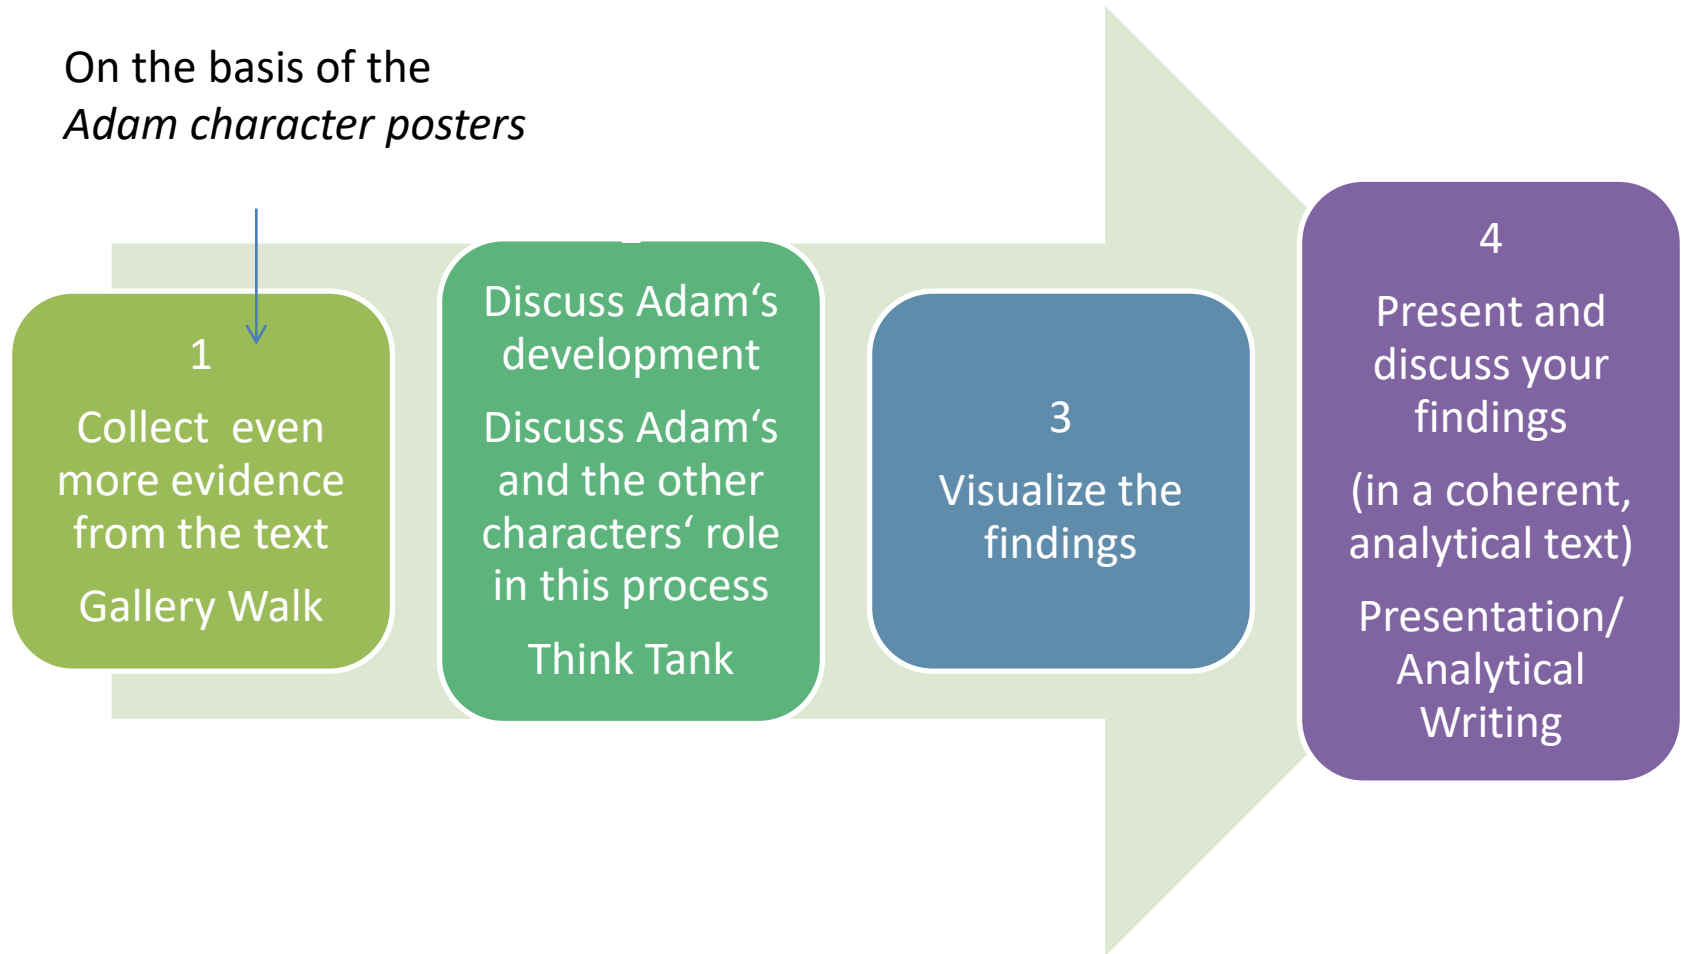 On the basis of the
Adam character posters
1
Collect  even
more evidence
from the text
Gallery Walk
Discuss Adam‘s
development
Discuss Adam‘s
and the other
characters‘ role
in this process
Think Tank
3
Visualize the
findings
4
Present and
discuss your
findings
(in a coherent,
analytical text)
Presentation/
Analytical
Writing